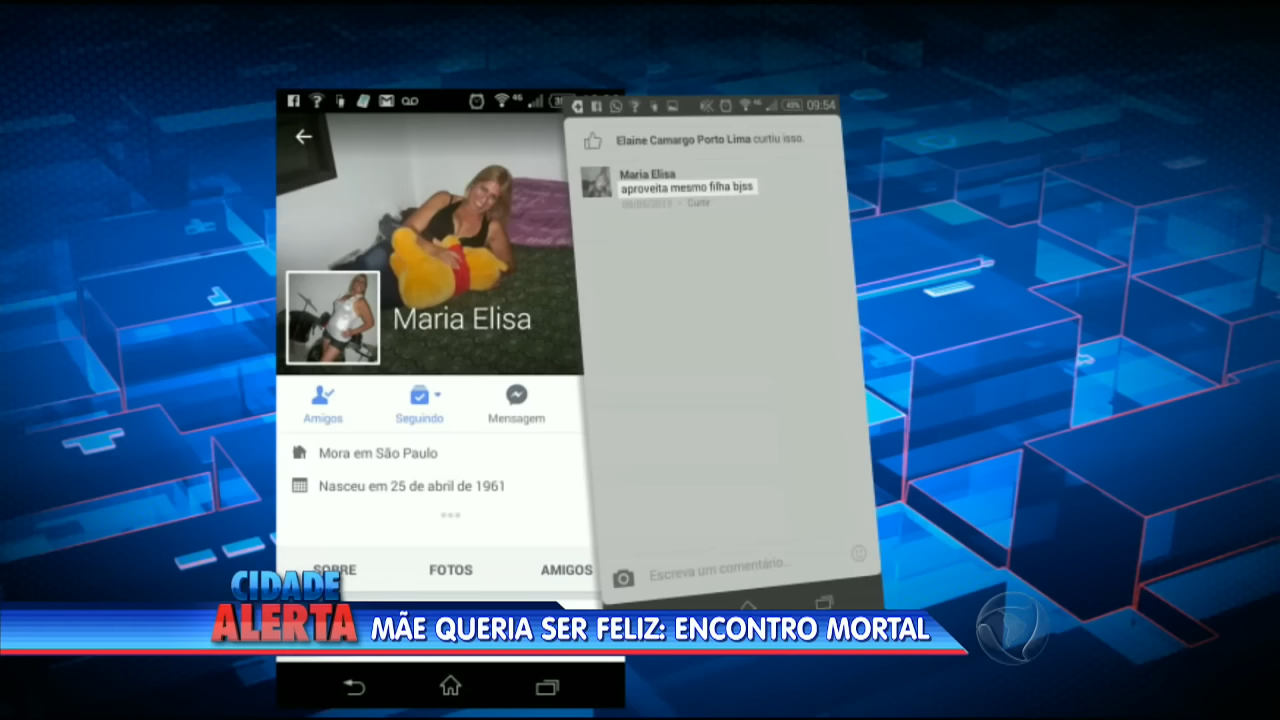 09:54
Elaine Camargo Porto Lima curtiu isso.
Maria Elisa
aproveita mesmo filha bjss
Curtir
Maria Elisa
Amigos
Seguindo
Mensagem
Mora em São Paulo
Nasceu em 25 de abril de 1961
SOBRE
FOTOS
AMIGOS
Escreva um comentário...
CIDADE
ALERTA
MÃE QUERIA SER FELIZ: ENCONTRO MORTAL